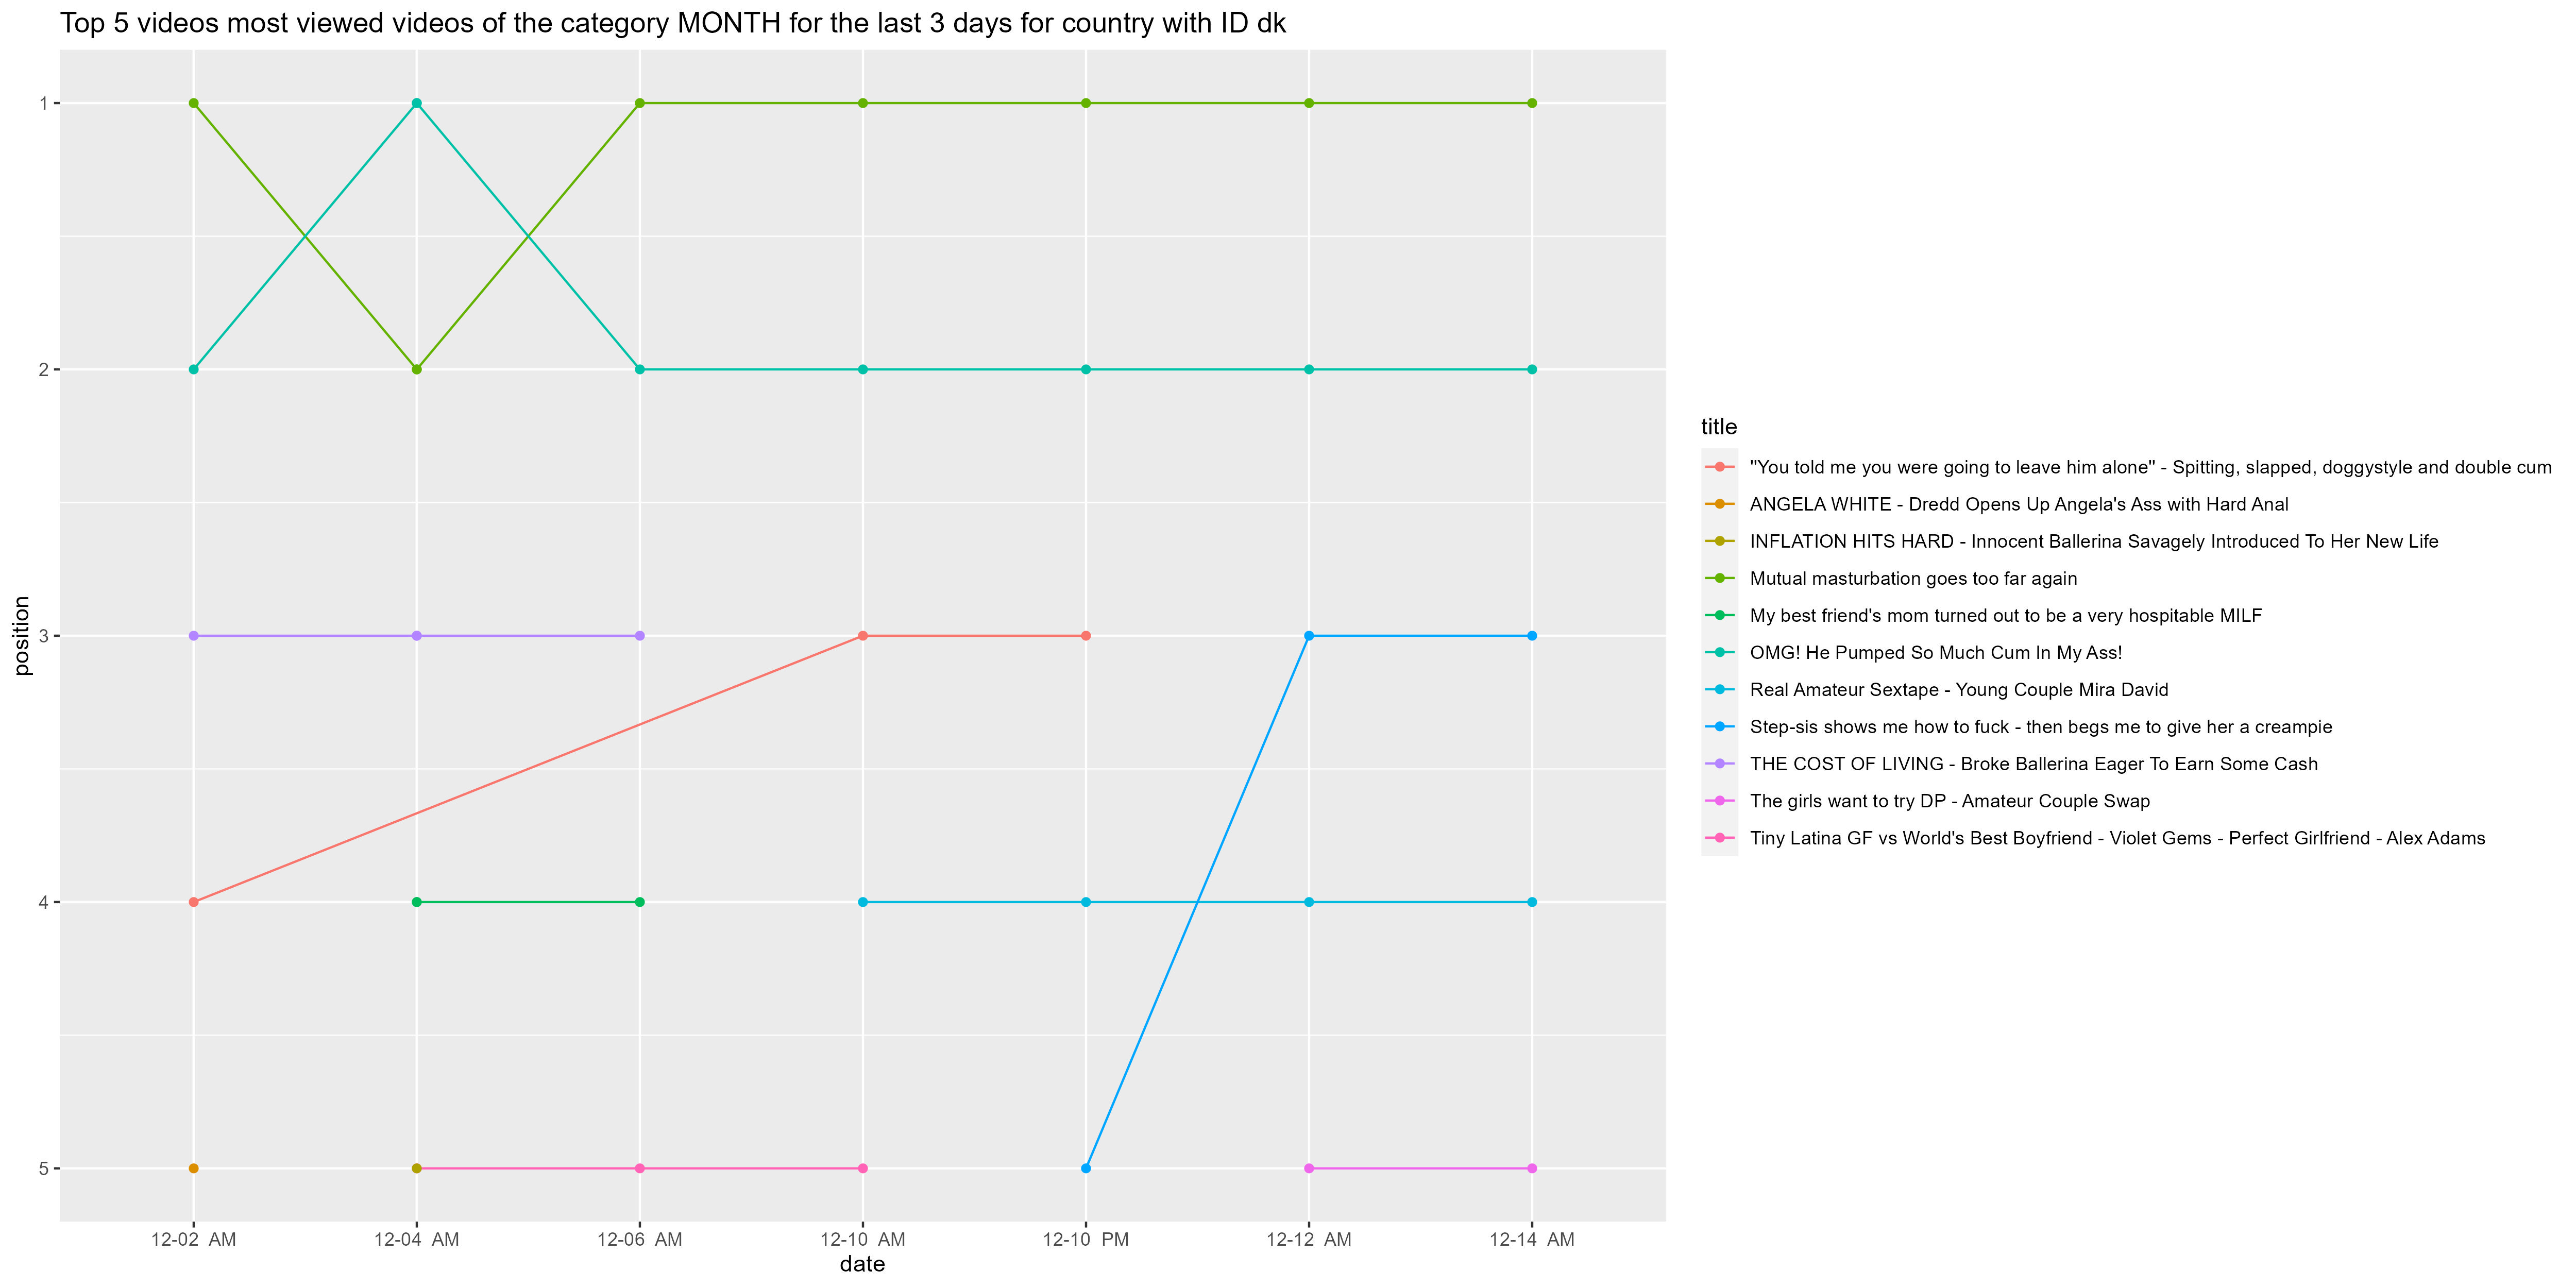 Top 5 videos most viewed videos of the category MONTH for the last 3 days for country with ID dk
1
2
3
4
5
position
12-02 AM
12-04 AM
12-06 AM
12-10 AM
12-10 PM
12-12 AM
12-14 AM
date
title
"You told me you were going to leave him alone" - Spitting, slapped, doggystyle and double cum
ANGELA WHITE - Dredd Opens Up Angela's Ass with Hard Anal
INFLATION HITS HARD - Innocent Ballerina Savagely Introduced To Her New Life
Mutual masturbation goes too far again
My best friend's mom turned out to be a very hospitable MILF
OMG! He Pumped So Much Cum In My Ass!
Real Amateur Sextape - Young Couple Mira David
Step-sis shows me how to fuck - then begs me to give her a creampie
THE COST OF LIVING - Broke Ballerina Eager To Earn Some Cash
The girls want to try DP - Amateur Couple Swap
Tiny Latina GF vs World's Best Boyfriend - Violet Gems - Perfect Girlfriend - Alex Adams